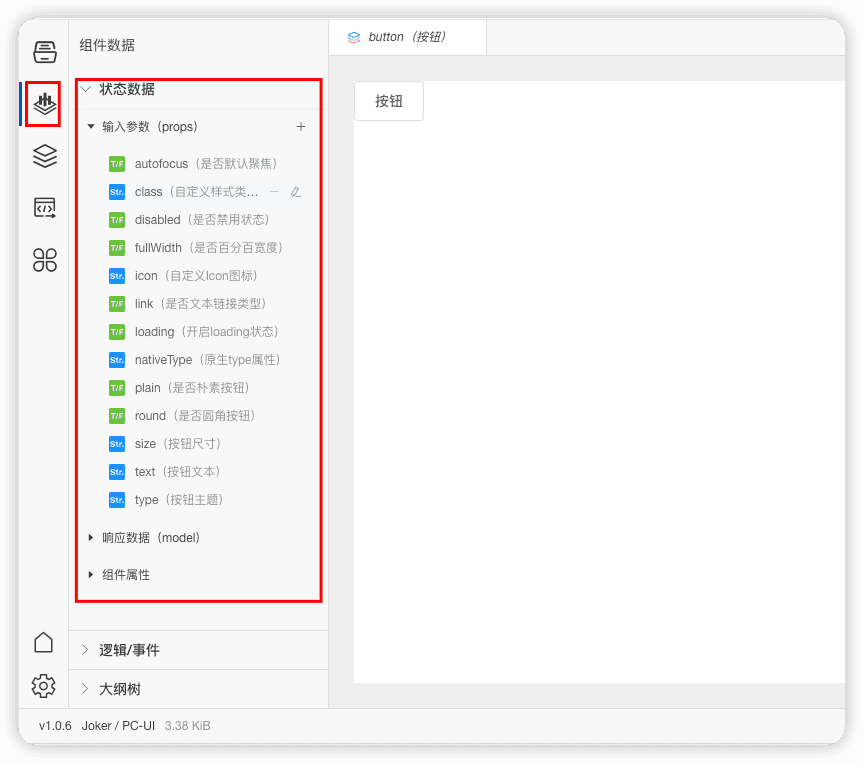 组件数据
button（按钮）
状态数据
输入参数（props） +
T/F autofocus（是否默认聚焦）
Str. class（自定义样式类...
T/F disabled（是否禁用状态）
T/F fullWidth（是否百分百宽度）
Str. icon（自定义Icon图标）
T/F link（是否文本链接类型）
T/F loading（开启loading状态）
Str. nativeType（原生type属性）
T/F plain（是否朴素按钮）
T/F round（是否圆角按钮）
Str. size（按钮尺寸）
Str. text（按钮文本）
Str. type（按钮主题）
响应数据（model）
组件属性
逻辑/事件
大纲树
按钮
v1.0.6 Joker / PC-UI 3.38 KiB